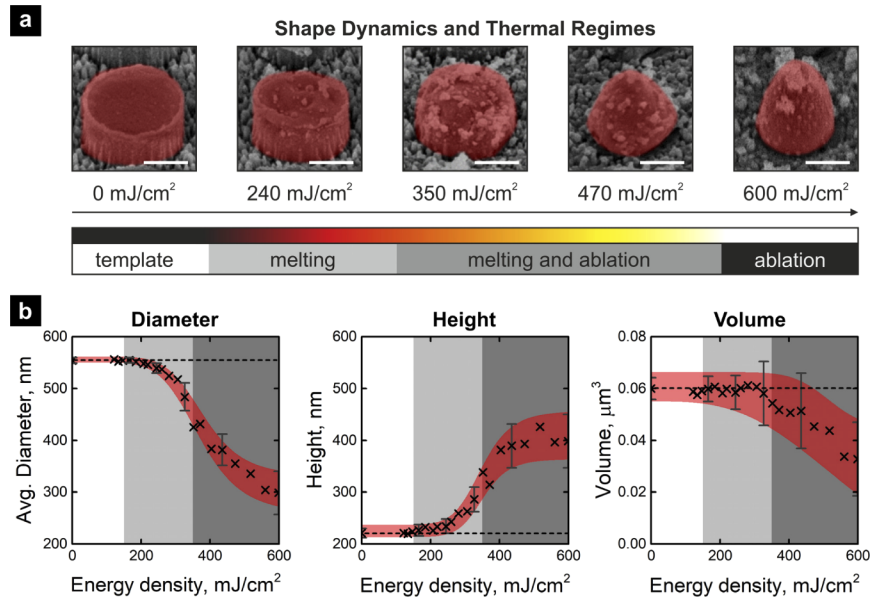 a
Shape Dynamics and Thermal Regimes
0 mJ/cm² 240 mJ/cm² 350 mJ/cm² 470 mJ/cm² 600 mJ/cm²
template melting melting and ablation ablation
b
Diameter
600
500
400
300
200
0 200 400 600
Avg. Diameter, nm
Energy density, mJ/cm²
Height
600
500
400
300
200
0 200 400 600
Height, nm
Energy density, mJ/cm²
Volume
0.08
0.06
0.04
0.02
0.00
0 200 400 600
Volume, μm³
Energy density, mJ/cm²